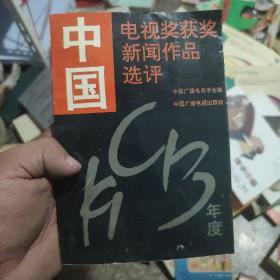 中国
电视奖获奖
新闻作品
选评
中国广播电视学会编
中国广播电视出版社
年度